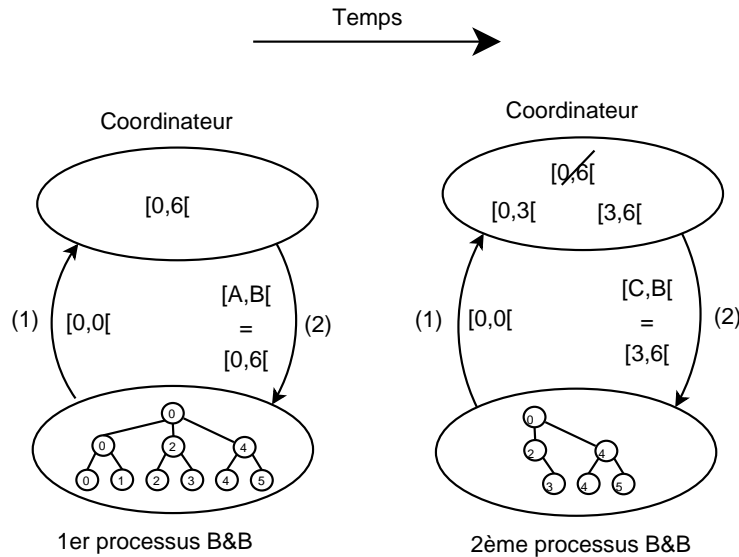 Temps
Coordinateur
Coordinateur
[0,6[
[0,6[
[0,3[ [3,6[
(1)
[0,0[
[A,B[
=
[0,6[
(2)
(1)
[0,0[
[C,B[
=
[3,6[
(2)
0
0 2 4
0 1 2 3 4 5
0
2 4
3 4 5
1er processus B&B
2ème processus B&B